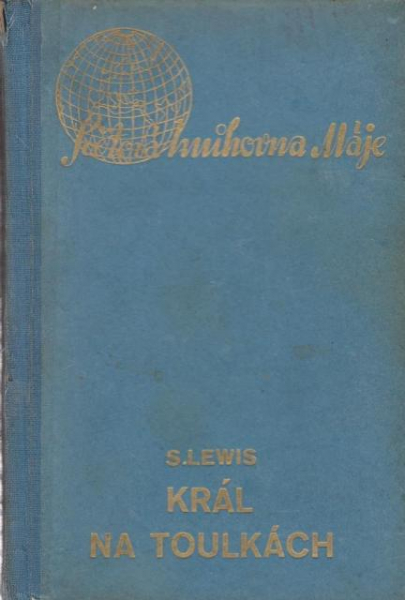 Světová knihovna Máje
S.LEWIS
KRÁL
NA TOULKÁCH